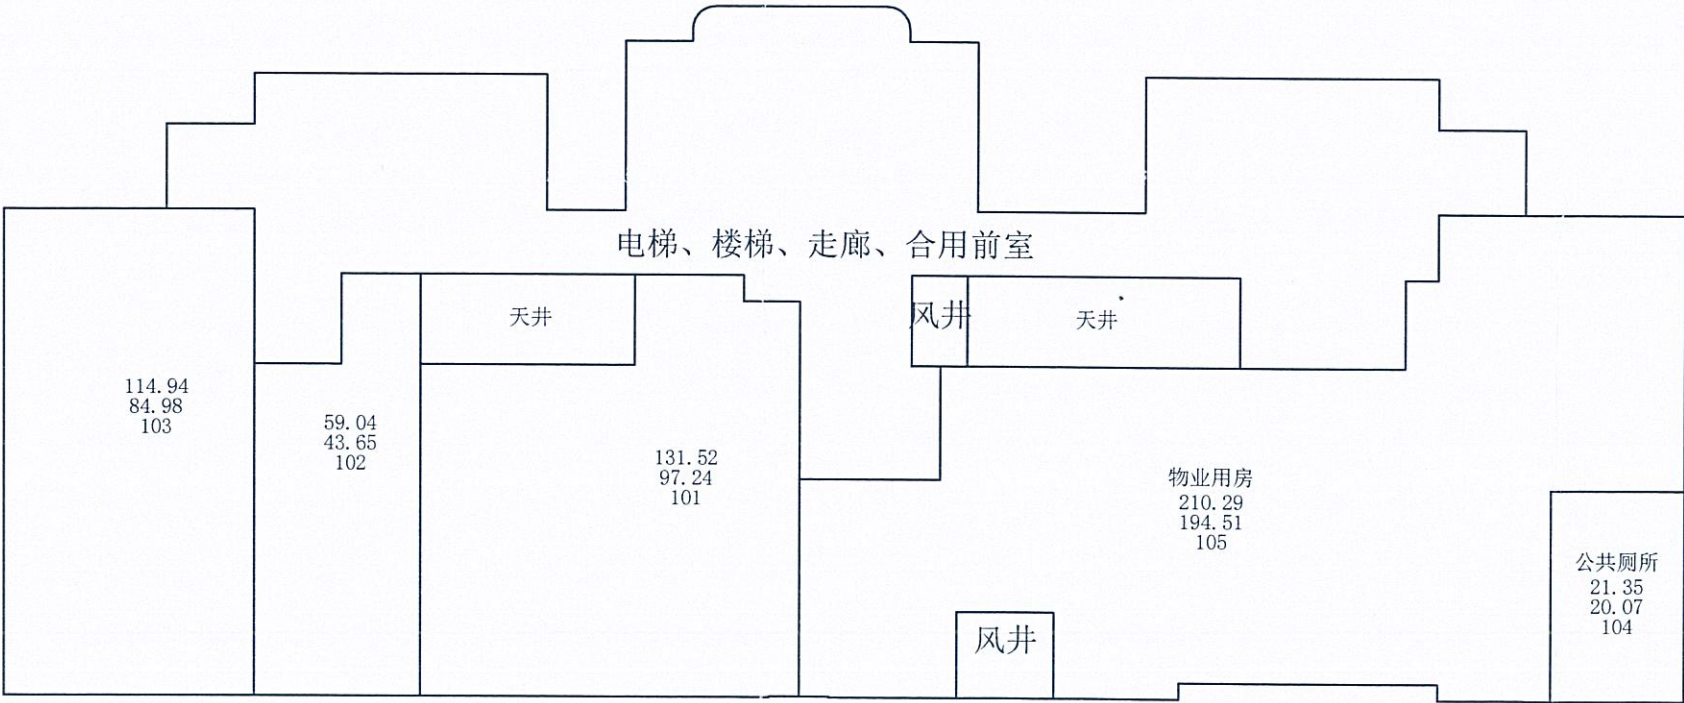 电梯、楼梯、走廊、合用前室
天井
风井
天井
114.94
84.98
103
59.04
43.65
102
131.52
97.24
101
物业用房
210.29
194.51
105
公共厕所
21.35
20.07
104
风井